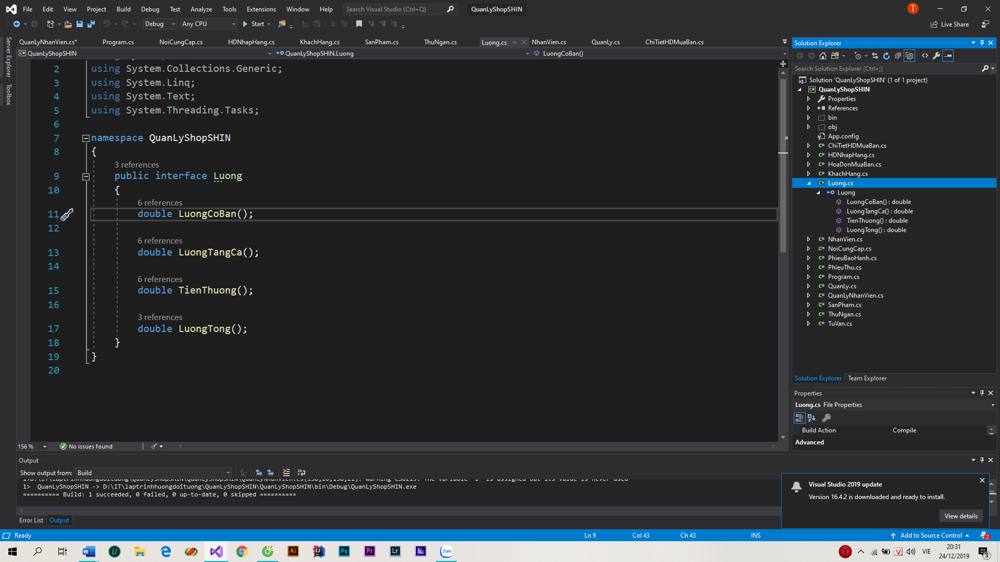 File Edit View Project Build Debug Test Analyze Tools Extensions Window Help Search Visual Studio (Ctrl+Q) QuanLyShopSHIN T
Debug Any CPU Start Live Share
QuanLyNhanVien.cs* Program.cs NoiCungCap.cs HDNhapHang.cs KhachHang.cs SanPham.cs ThuNgan.cs Luong.cs NhanVien.cs QuanLy.cs ChiTietHDMuaBan.cs
C# QuanLyShopSHIN QuanLyShopSHIN.Luong LuongCoBan()
Server Explorer
Toolbox
2 using System.Collections.Generic;
3 using System.Linq;
4 using System.Text;
5 using System.Threading.Tasks;
6
7 namespace QuanLyShopSHIN
8 {
3 references
9 public interface Luong
10 {
6 references
11 double LuongCoBan();
12
6 references
13 double LuongTangCa();
14
6 references
15 double TienThuong();
16
3 references
17 double LuongTong();
18 }
19 }
20
156 % No issues found
Output
Show output from: Build
1> QuanLyShopSHIN -> D:\IT\laptrinhhuongdoituong\QuanLyShopSHIN\QuanLyShopSHIN\bin\Debug\QuanLyShopSHIN.exe
========== Build: 1 succeeded, 0 failed, 0 up-to-date, 0 skipped ==========
Error List Output
Solution Explorer
Search Solution Explorer (Ctrl+;)
Solution 'QuanLyShopSHIN' (1 of 1 project)
C# QuanLyShopSHIN
Properties
References
bin
obj
App.config
C# ChiTietHDMuaBan.cs
C# HDNhapHang.cs
C# HoaDonMuaBan.cs
C# KhachHang.cs
C# Luong.cs
Luong
LuongCoBan() : double
LuongTangCa() : double
TienThuong() : double
LuongTong() : double
C# NhanVien.cs
C# NoiCungCap.cs
C# PhieuBaoHanh.cs
C# PhieuThu.cs
C# Program.cs
C# QuanLy.cs
C# QuanLyNhanVien.cs
C# SanPham.cs
C# ThuNgan.cs
C# TuVan.cs
Solution Explorer Team Explorer
Properties
Luong.cs File Properties
Build Action Compile
Advanced
Visual Studio 2019 update
Version 16.4.2 is downloaded and ready to install.
View details
Ready Ln 9 Col 43 Ch 43 INS Add to Source Control 2
W U Ai IJ Ps Pr Lr Zalo V VIE 20:31
24/12/2019 3